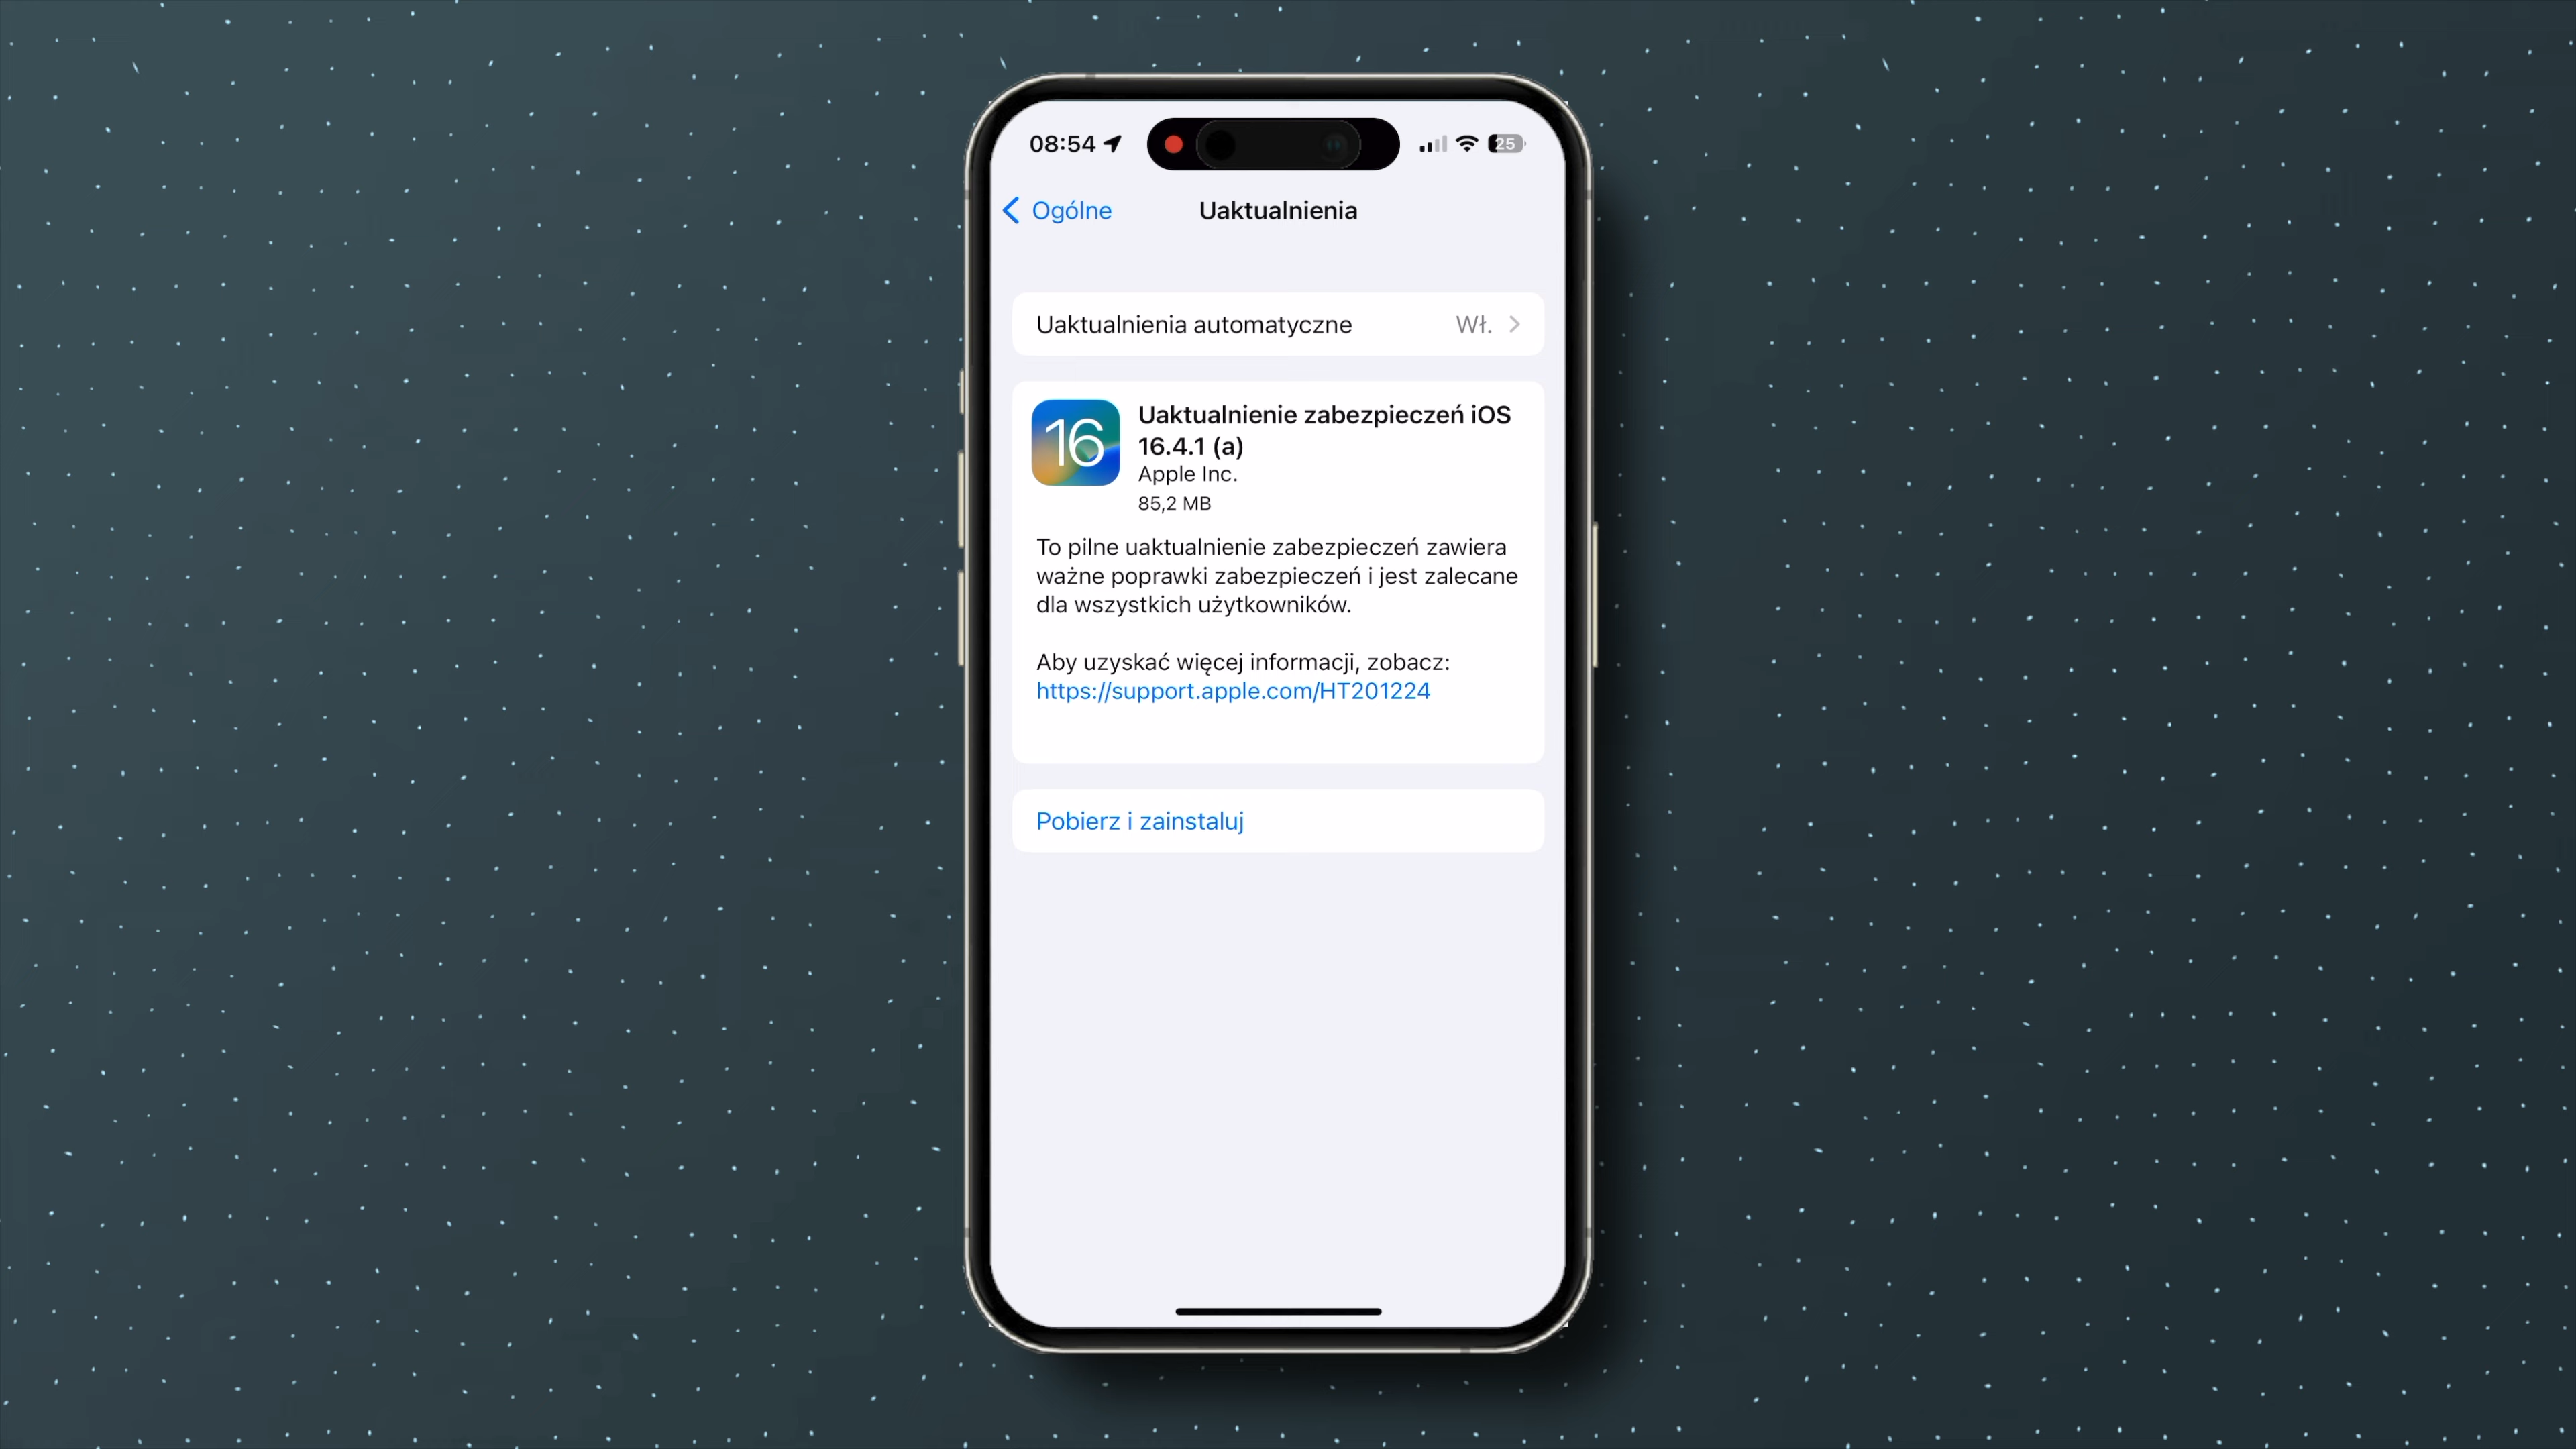 08:54
25
Ogólne
Uaktualnienia
Uaktualnienia automatyczne
Wł.
16
Uaktualnienie zabezpieczeń iOS
16.4.1 (a)
Apple Inc.
85,2 MB
To pilne uaktualnienie zabezpieczeń zawiera
ważne poprawki zabezpieczeń i jest zalecane
dla wszystkich użytkowników.
Aby uzyskać więcej informacji, zobacz:
https://support.apple.com/HT201224
Pobierz i zainstaluj